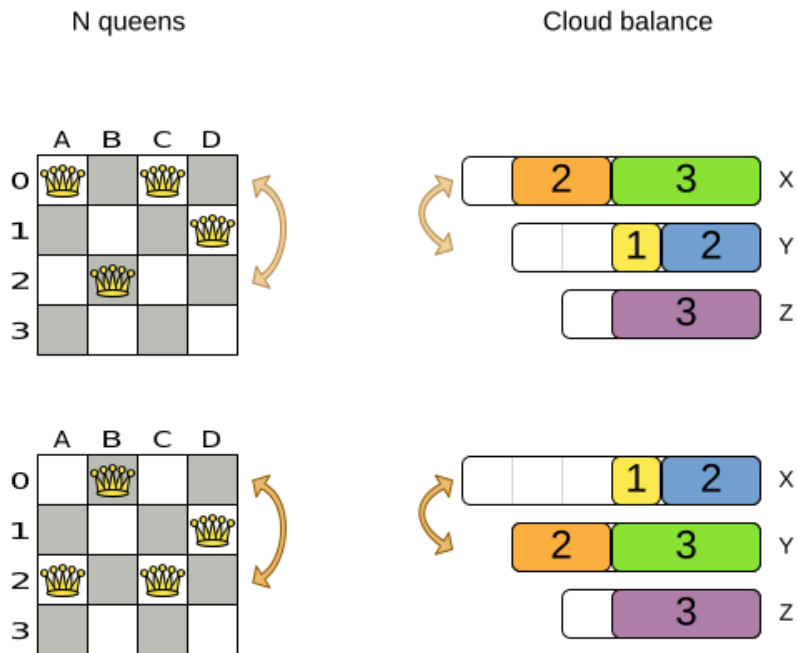 N queens
Cloud balance
A B C D
0
1
2
3
2 3 X
1 2 Y
3 Z
A B C D
0
1
2
3
1 2 X
2 3 Y
3 Z